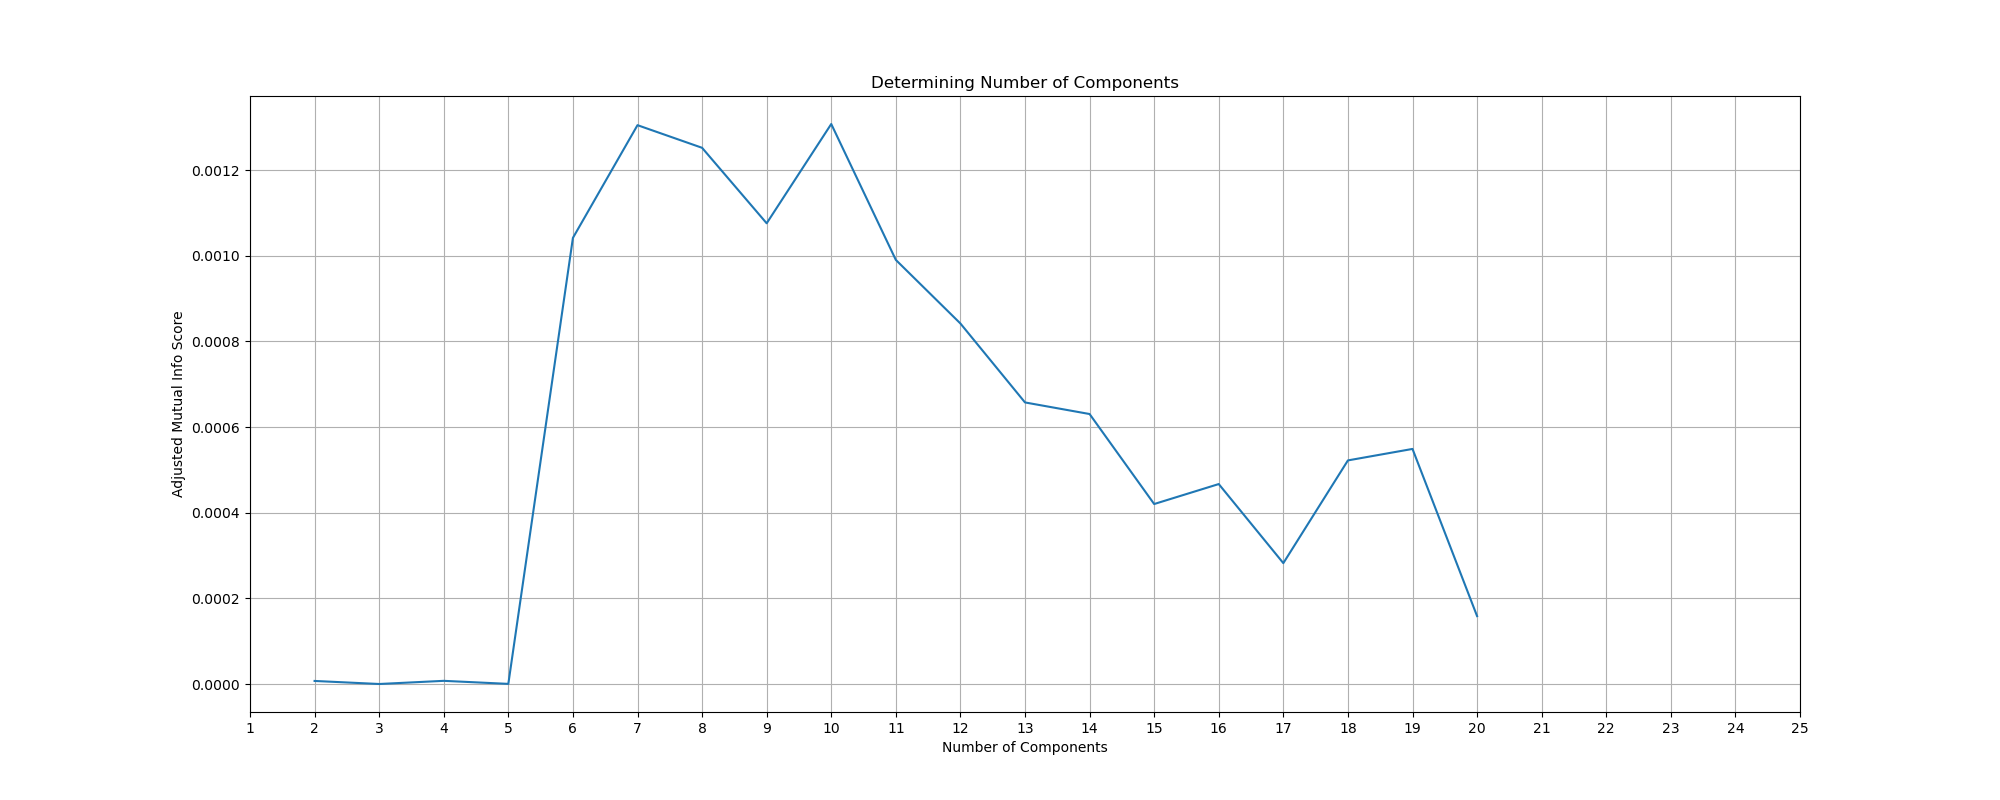 Determining Number of Components
Adjusted Mutual Info Score
0.0012
0.0010
0.0008
0.0006
0.0004
0.0002
0.0000
1 2 3 4 5 6 7 8 9 10 11 12 13 14 15 16 17 18 19 20 21 22 23 24 25
Number of Components